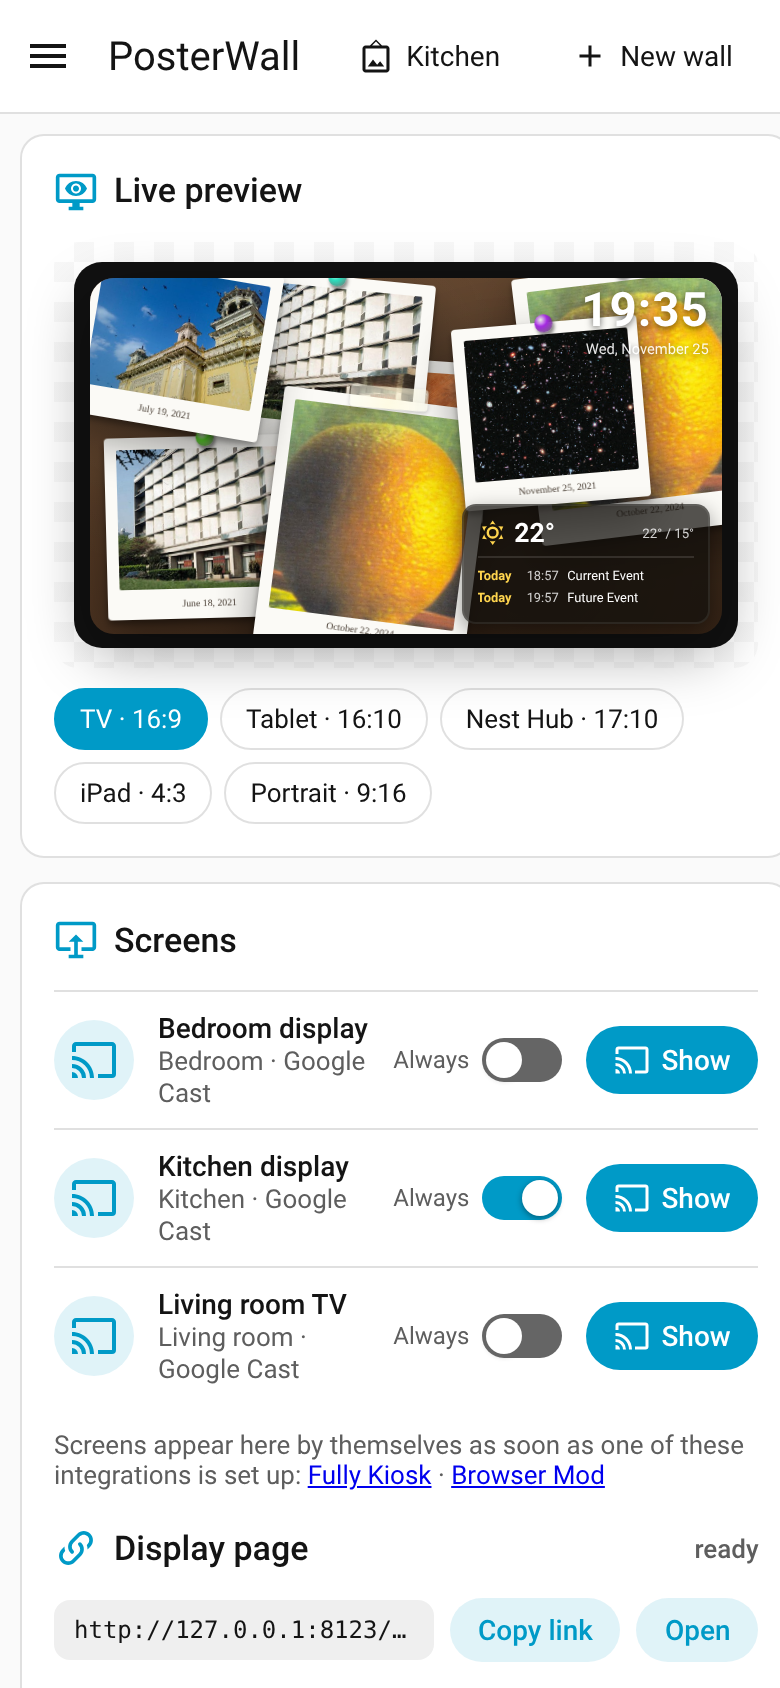 PosterWall
Kitchen
New wall
Live preview
19:35
Wed, November 25
July 19, 2021
November 25, 2021
October 22, 2024
June 18, 2021
October 22, 2024
22°
22° / 15°
Today 18:57 Current Event
Today 19:57 Future Event
TV · 16:9
Tablet · 16:10
Nest Hub · 17:10
iPad · 4:3
Portrait · 9:16
Screens
Bedroom display
Bedroom · Google
Cast
Always
Show
Kitchen display
Kitchen · Google
Cast
Always
Show
Living room TV
Living room ·
Google Cast
Always
Show
Screens appear here by themselves as soon as one of these
integrations is set up: Fully Kiosk · Browser Mod
Display page
ready
http://127.0.0.1:8123/…
Copy link
Open